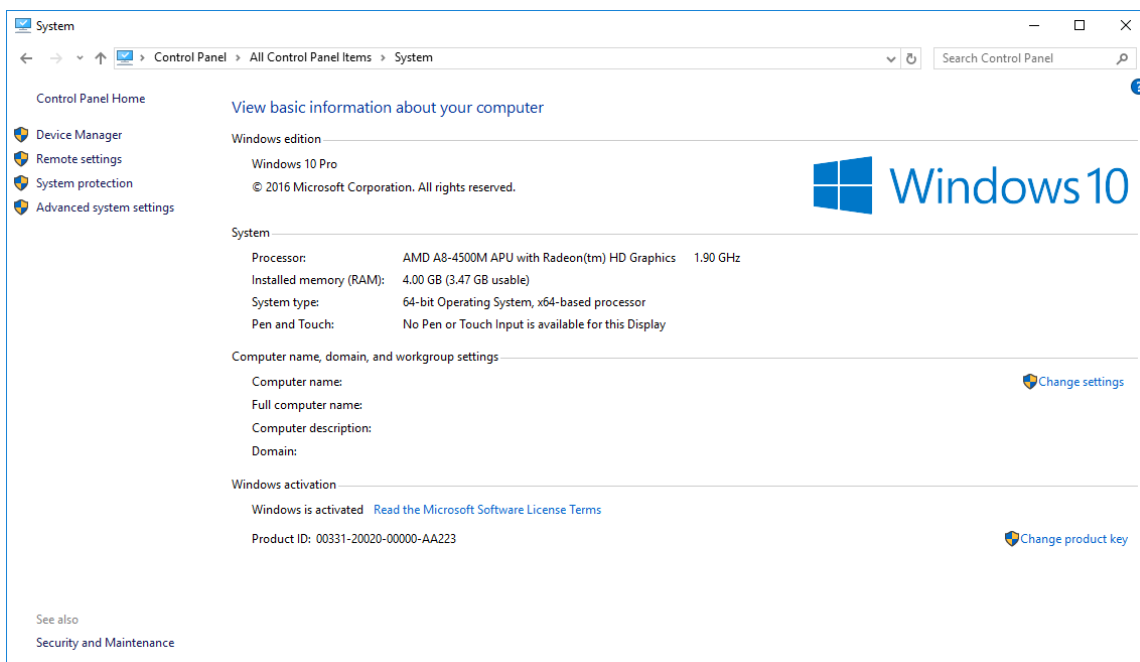 System
Control Panel > All Control Panel Items > System
Search Control Panel
Control Panel Home
Device Manager
Remote settings
System protection
Advanced system settings
View basic information about your computer
Windows edition
Windows 10 Pro
© 2016 Microsoft Corporation. All rights reserved.
Windows 10
System
Processor: AMD A8-4500M APU with Radeon(tm) HD Graphics 1.90 GHz
Installed memory (RAM): 4.00 GB (3.47 GB usable)
System type: 64-bit Operating System, x64-based processor
Pen and Touch: No Pen or Touch Input is available for this Display
Computer name, domain, and workgroup settings
Computer name:
Change settings
Full computer name:
Computer description:
Domain:
Windows activation
Windows is activated Read the Microsoft Software License Terms
Product ID: 00331-20020-00000-AA223
Change product key
See also
Security and Maintenance